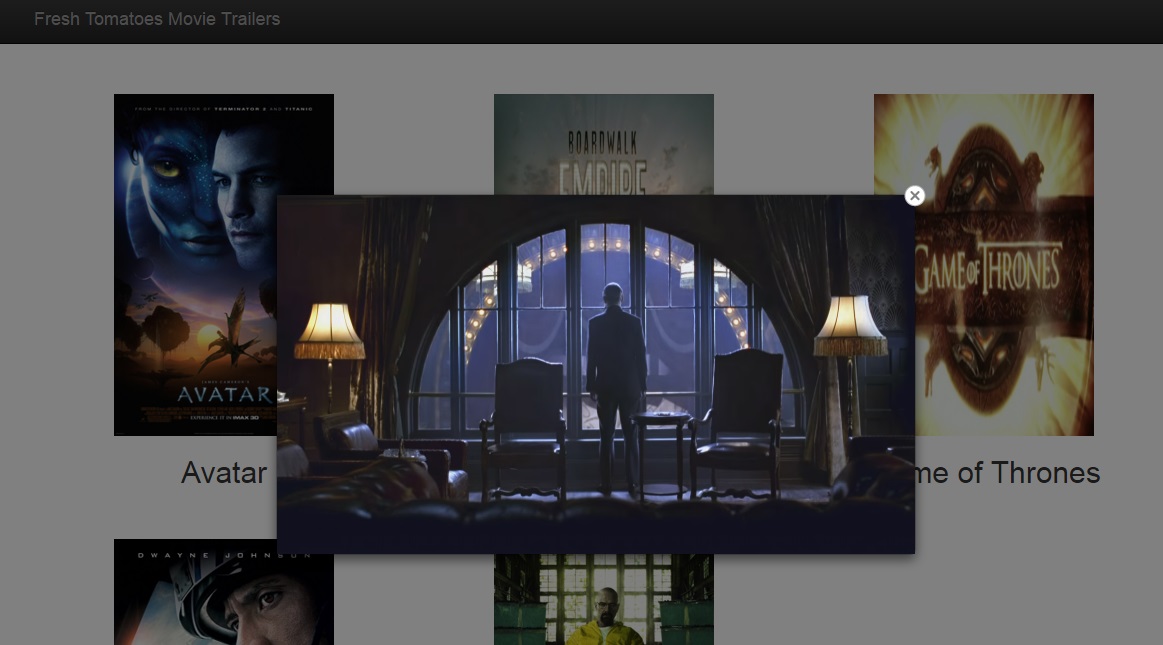 Fresh Tomatoes Movie Trailers
FROM THE DIRECTOR OF TERMINATOR 2 AND TITANIC
BOARDWALK
EMPIRE
GAME OF THRONES
JAMES CAMERON'S
AVATAR
EXPERIENCE IT IN IMAX 3D
Avatar
me of Thrones
DWAYNE JOHNSON